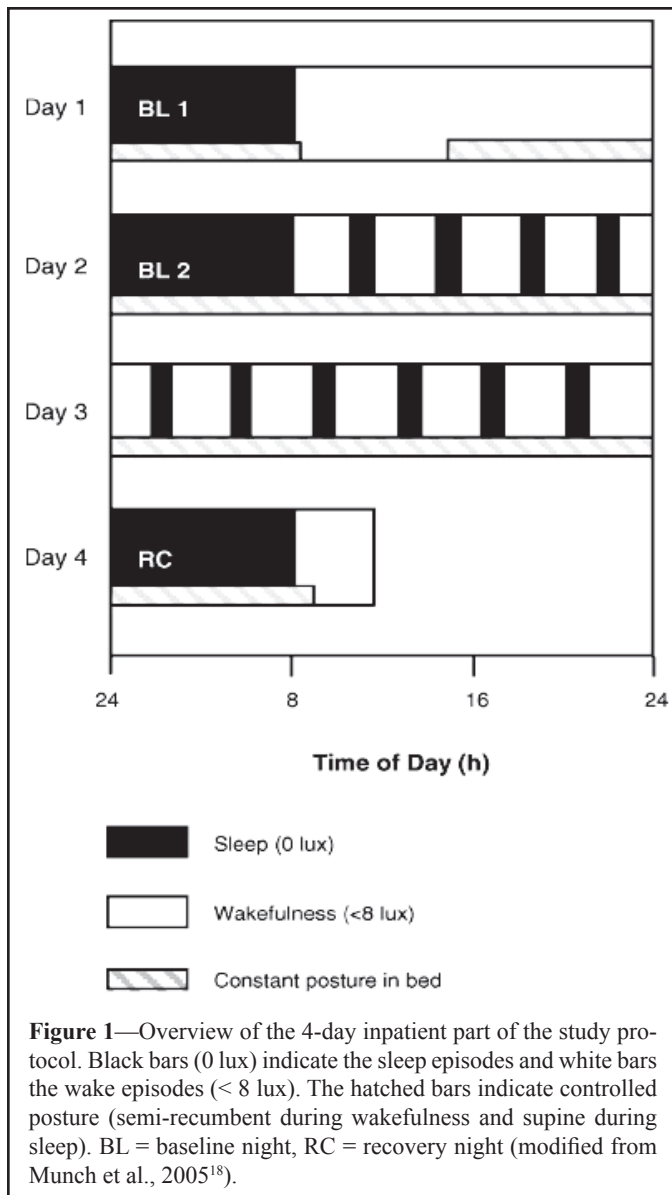 Day 1
BL 1
Day 2
BL 2
Day 3
Day 4
RC
24 8 16 24
Time of Day (h)
Sleep (0 lux)
Wakefulness (<8 lux)
Constant posture in bed
Figure 1—Overview of the 4-day inpatient part of the study pro-
tocol. Black bars (0 lux) indicate the sleep episodes and white bars
the wake episodes (< 8 lux). The hatched bars indicate controlled
posture (semi-recumbent during wakefulness and supine during
sleep). BL = baseline night, RC = recovery night (modified from
Munch et al., 2005¹⁸).